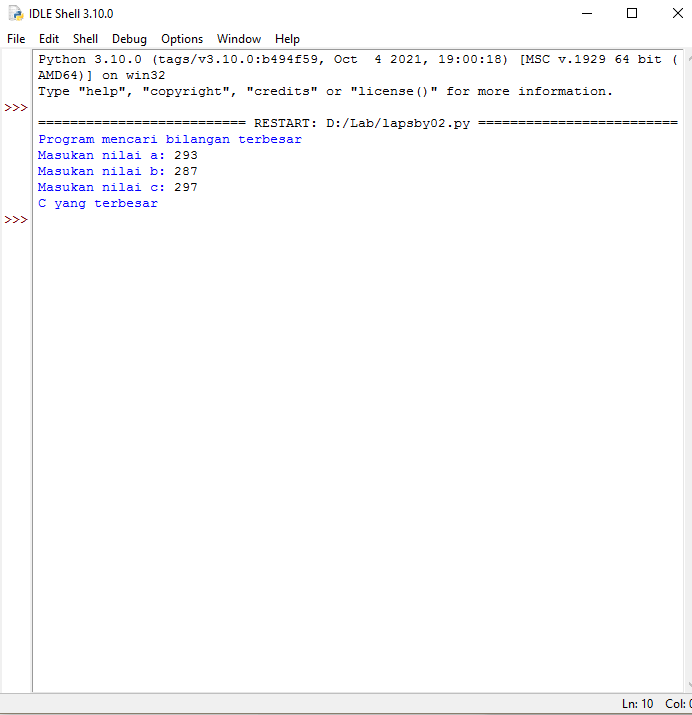 IDLE Shell 3.10.0
File Edit Shell Debug Options Window Help
Python 3.10.0 (tags/v3.10.0:b494f59, Oct  4 2021, 19:00:18) [MSC v.1929 64 bit (
AMD64)] on win32
Type "help", "copyright", "credits" or "license()" for more information.
>>>
========================== RESTART: D:/Lab/lapsby02.py =========================
Program mencari bilangan terbesar
Masukan nilai a: 293
Masukan nilai b: 287
Masukan nilai c: 297
C yang terbesar
>>>
Ln: 10 Col: